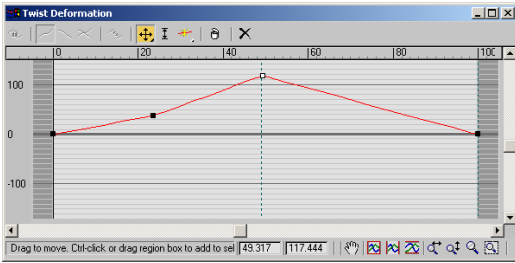 Twist Deformation
0 20 40 60 80 100
100
0
-100
Drag to move. Ctrl-click or drag region box to add to sel 49.317 117.444